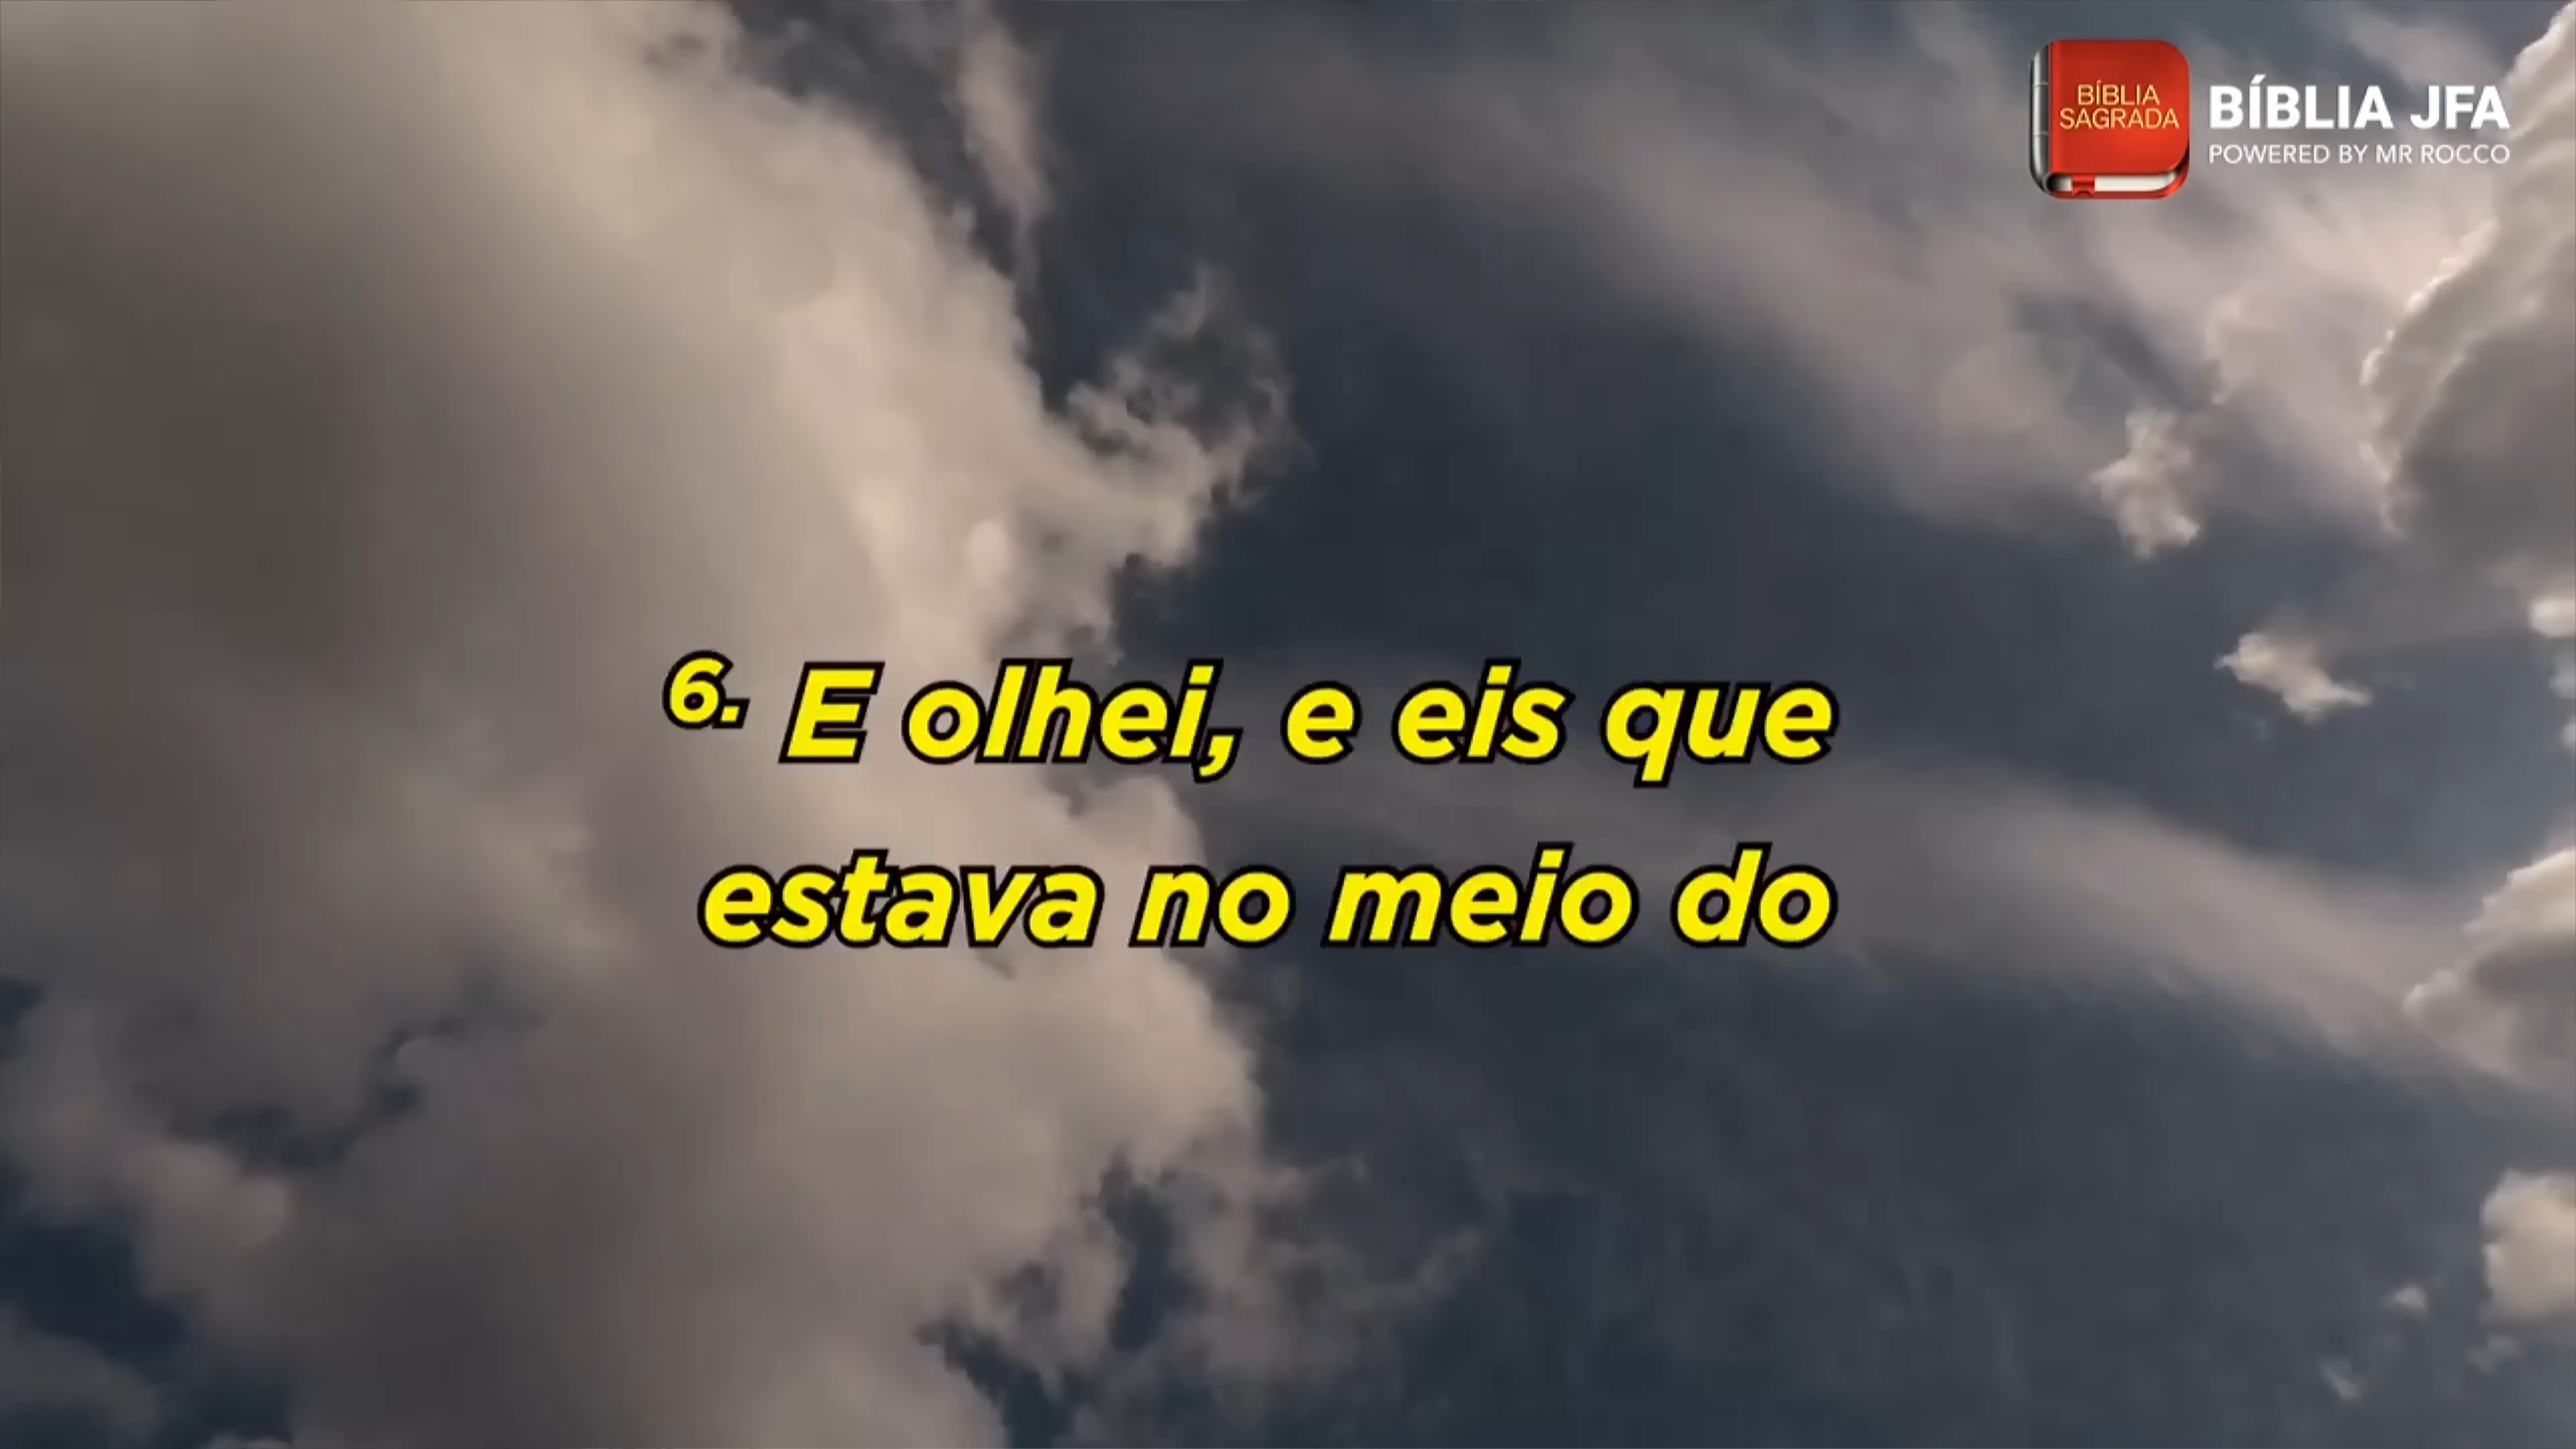 BÍBLIA
SAGRADA
BÍBLIA JFA
POWERED BY MR ROCCO
6. E olhei, e eis que
estava no meio do